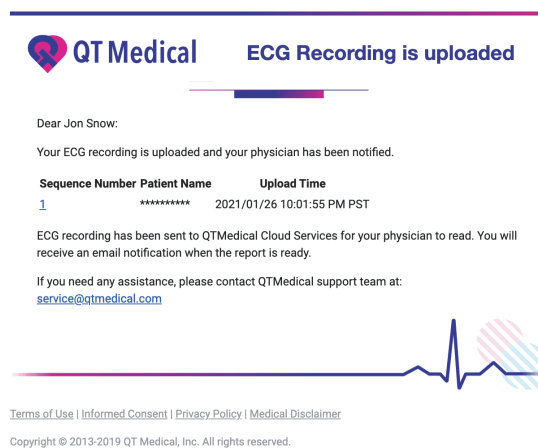 QT Medical
ECG Recording is uploaded
Dear Jon Snow:
Your ECG recording is uploaded and your physician has been notified.
Sequence Number Patient Name Upload Time
1 ********** 2021/01/26 10:01:55 PM PST
ECG recording has been sent to QTMedical Cloud Services for your physician to read. You will
receive an email notification when the report is ready.
If you need any assistance, please contact QTMedical support team at:
service@qtmedical.com
Terms of Use | Informed Consent | Privacy Policy | Medical Disclaimer
Copyright © 2013-2019 QT Medical, Inc. All rights reserved.